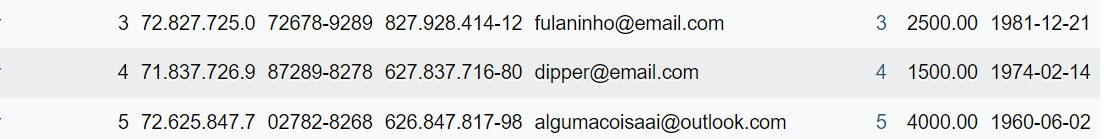 3 72.827.725.0 72678-9289 827.928.414-12 fulaninho@email.com 3 2500.00 1981-12-21
4 71.837.726.9 87289-8278 627.837.716-80 dipper@email.com 4 1500.00 1974-02-14
5 72.625.847.7 02782-8268 626.847.817-98 algumacoisaai@outlook.com 5 4000.00 1960-06-02